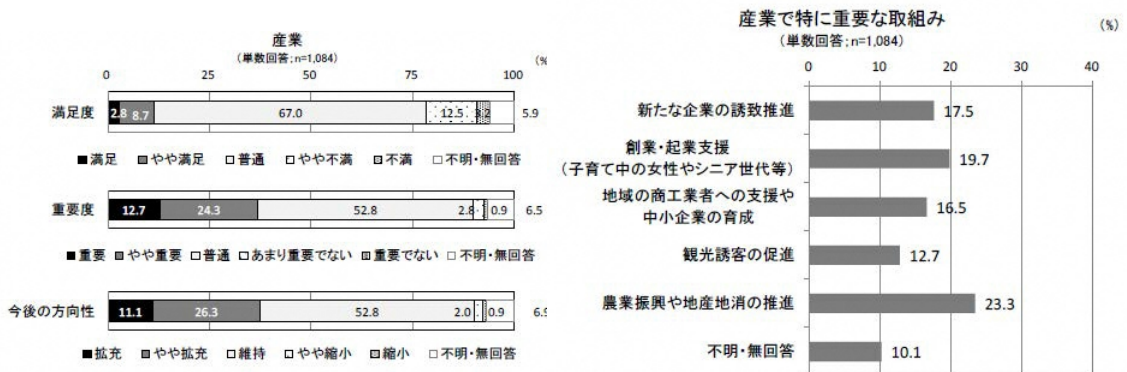 産業
(単数回答;n=1,084)
0 25 50 75 100 (%
満足度 2.8 8.7 67.0 12.5 3.2 5.9
■満足 ■やや満足 □普通 □やや不満 □不満 □不明・無回答
重要度 12.7 24.3 52.8 2.8 0.9 6.5
■重要 ■やや重要 □普通 □あまり重要でない □重要でない □不明・無回答
今後の方向性 11.1 26.3 52.8 2.0 0.9 6.9
■拡充 ■やや拡充 □維持 □やや縮小 □縮小 □不明・無回答
産業で特に重要な取組み
(単数回答;n=1,084)
(%)
0 10 20 30 40
新たな企業の誘致推進 17.5
創業・起業支援
(子育て中の女性やシニア世代等) 19.7
地域の商工業者への支援や
中小企業の育成 16.5
観光誘客の促進 12.7
農業振興や地産地消の推進 23.3
不明・無回答 10.1